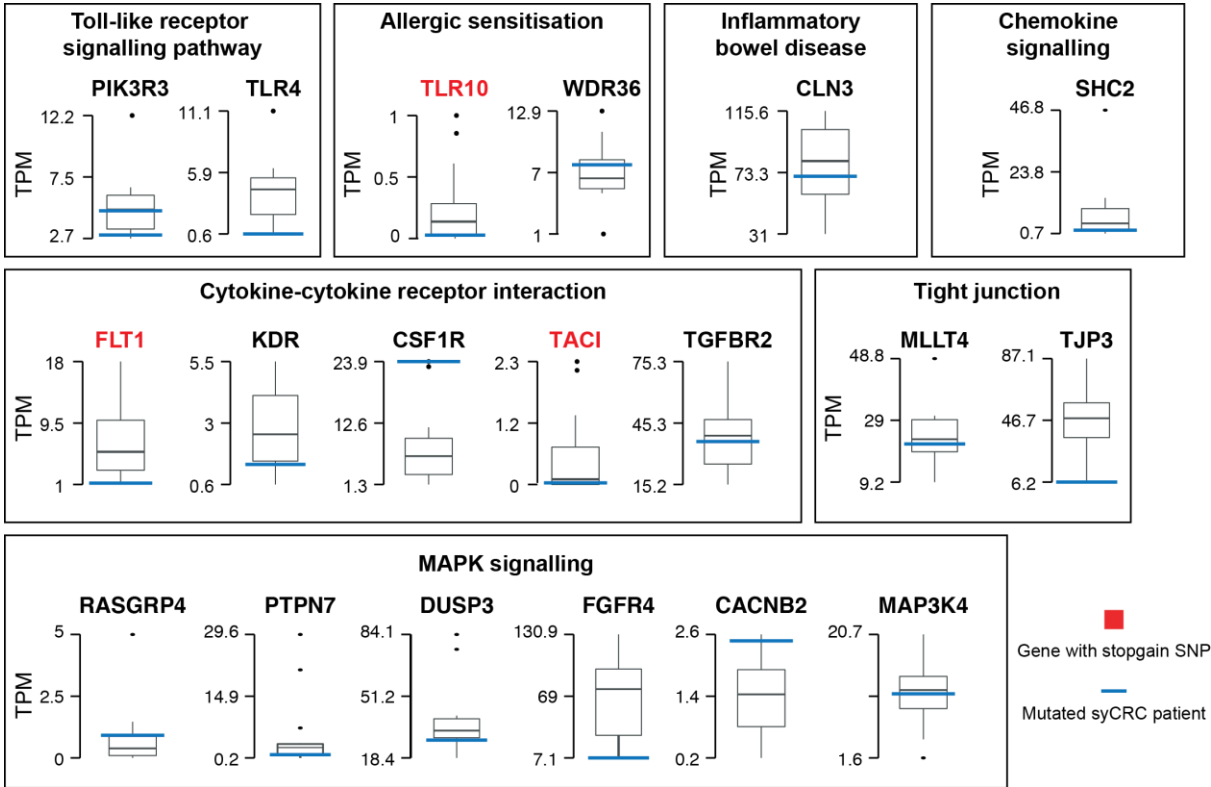 Toll-like receptor
signalling pathway
PIK3R3
TLR4
TPM
12.2
7.5
2.7
11.1
5.9
0.6
Allergic sensitisation
TLR10
WDR36
TPM
1
0.5
0
12.9
7
1
Inflammatory
bowel disease
CLN3
TPM
115.6
73.3
31
Chemokine
signalling
SHC2
TPM
46.8
23.8
0.7
Cytokine-cytokine receptor interaction
FLT1
KDR
CSF1R
TACI
TGFBR2
TPM
18
9.5
1
5.5
3
0.6
23.9
12.6
1.3
2.3
1.2
0
75.3
45.3
15.2
Tight junction
MLLT4
TJP3
TPM
48.8
29
9.2
87.1
46.7
6.2
MAPK signalling
RASGRP4
PTPN7
DUSP3
FGFR4
CACNB2
MAP3K4
TPM
5
2.5
0
29.6
14.9
0.2
84.1
51.2
18.4
130.9
69
7.1
2.6
1.4
0.2
20.7
1.6
Gene with stopgain SNP
Mutated syCRC patient